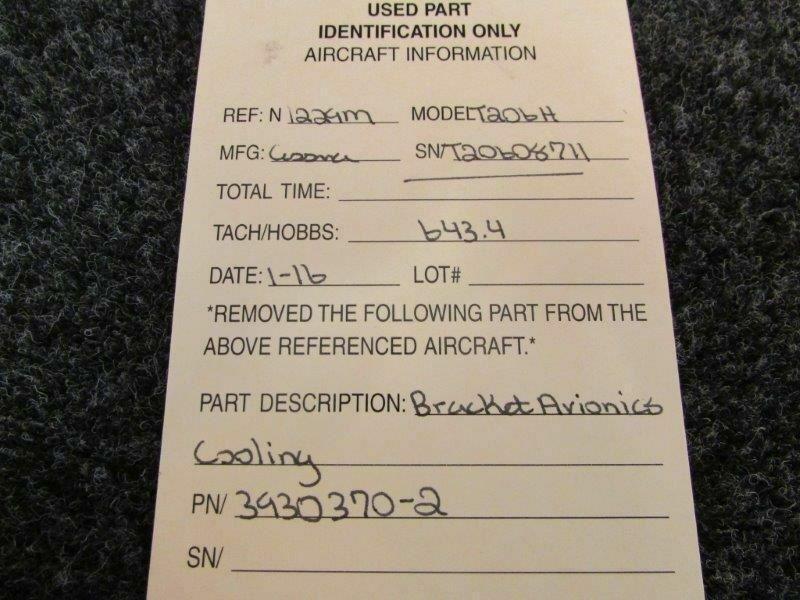 USED PART
IDENTIFICATION ONLY
AIRCRAFT INFORMATION
REF: N 1224M MODEL T206H
MFG: Cessna SN/ T20608711
TOTAL TIME:
TACH/HOBBS: 643.4
DATE: 1-16 LOT#
*REMOVED THE FOLLOWING PART FROM THE
ABOVE REFERENCED AIRCRAFT.*
PART DESCRIPTION: Bracket Avionics
Cooling
PN/ 3930370-2
SN/